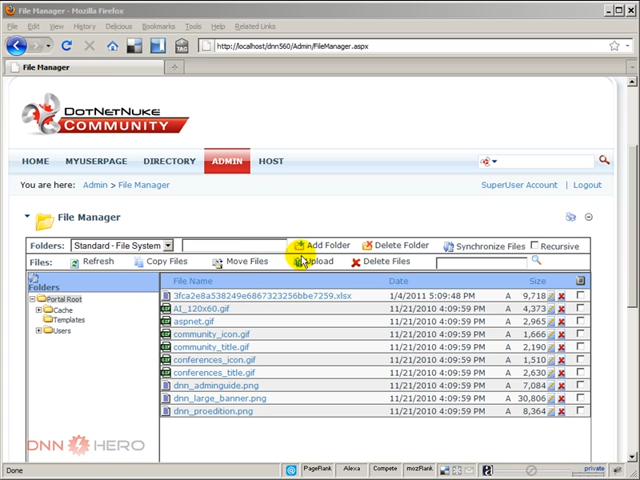 File Manager - Mozilla Firefox
File Edit View History Delicious Bookmarks Tools Help Related Links
TAG http://localhost/dnn560/Admin/FileManager.aspx
File Manager
DOTNETNUKE
COMMUNITY
HOME MYUSERPAGE DIRECTORY ADMIN HOST
You are here: Admin > File Manager SuperUser Account | Logout
File Manager
Folders: Standard - File System Add Folder Delete Folder Synchronize Files Recursive
Files: Refresh Copy Files Move Files Upload Delete Files
Folders
File Name Date Size
Portal Root
Cache
Templates
Users
3fca2e8a538249e6867323256bbe7259.xlsx 1/4/2011 5:09:48 PM A 9,718
AI_120x60.gif 11/21/2010 4:09:59 PM A 4,373
aspnet.gif 11/21/2010 4:09:59 PM A 2,965
community_icon.gif 11/21/2010 4:09:59 PM A 1,666
community_title.gif 11/21/2010 4:09:59 PM A 2,190
conferences_icon.gif 11/21/2010 4:09:59 PM A 1,510
conferences_title.gif 11/21/2010 4:09:59 PM A 2,630
dnn_adminguide.png 11/21/2010 4:09:59 PM A 7,084
dnn_large_banner.png 11/21/2010 4:09:59 PM A 30,806
dnn_proedition.png 11/21/2010 4:09:59 PM A 8,364
DNN HERO
Done PageRank Alexa Compete mozRank private